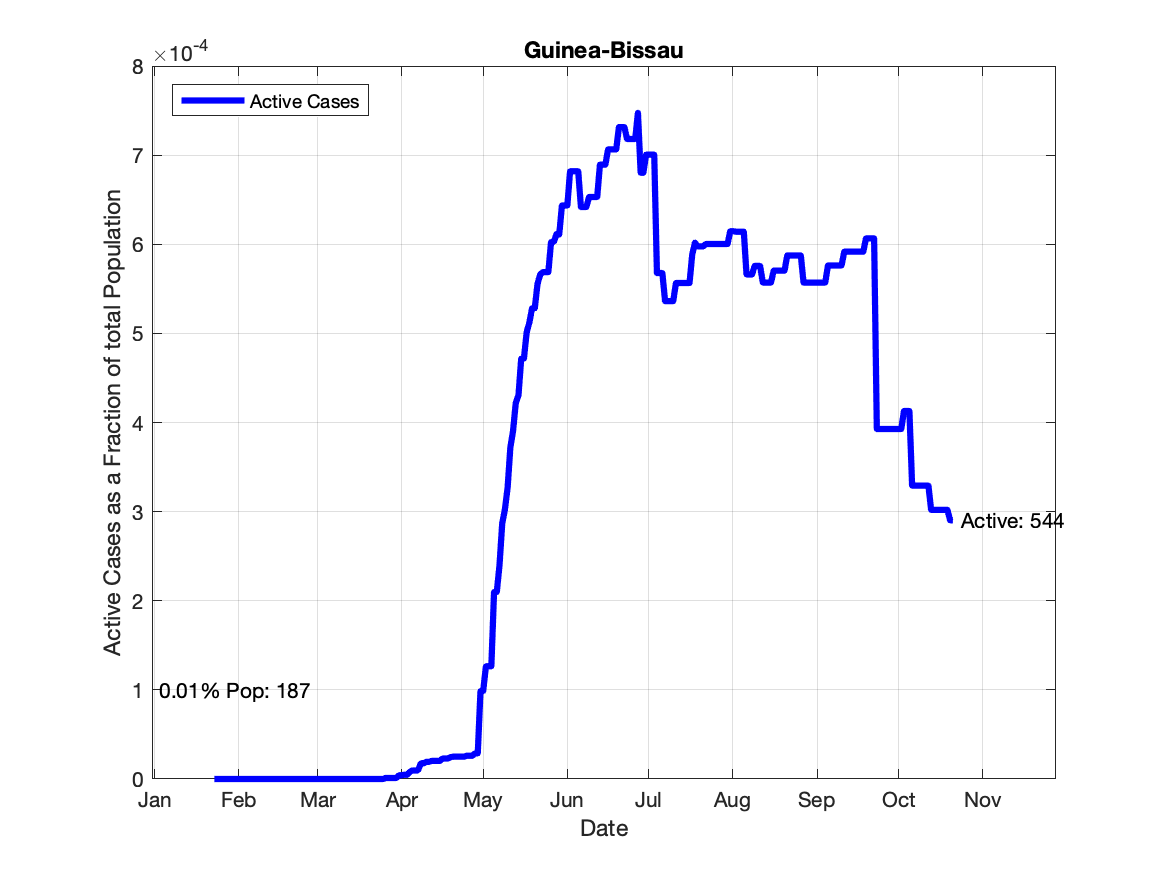 Guinea-Bissau
×10-4
Active Cases
8
7
6
5
4
3
2
1
0
Active Cases as a Fraction of total Population
0.01% Pop: 187
Active: 544
Jan Feb Mar Apr May Jun Jul Aug Sep Oct Nov
Date